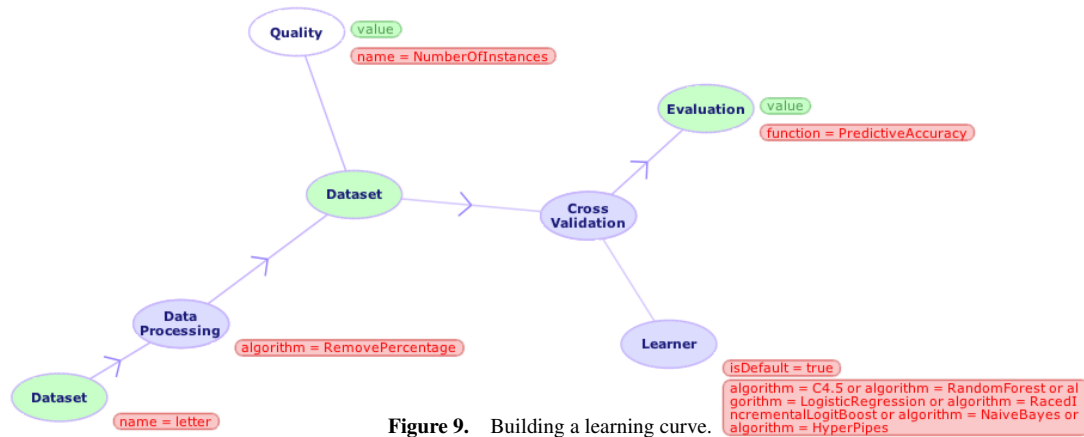 Quality
value
name = NumberOfInstances
Evaluation
value
function = PredictiveAccuracy
Dataset
Cross
Validation
Data
Processing
algorithm = RemovePercentage
Learner
isDefault = true
Dataset
name = letter
algorithm = C4.5 or algorithm = RandomForest or al
gorithm = LogisticRegression or algorithm = RacedI
ncrementalLogitBoost or algorithm = NaiveBayes or
algorithm = HyperPipes
Figure 9. Building a learning curve.